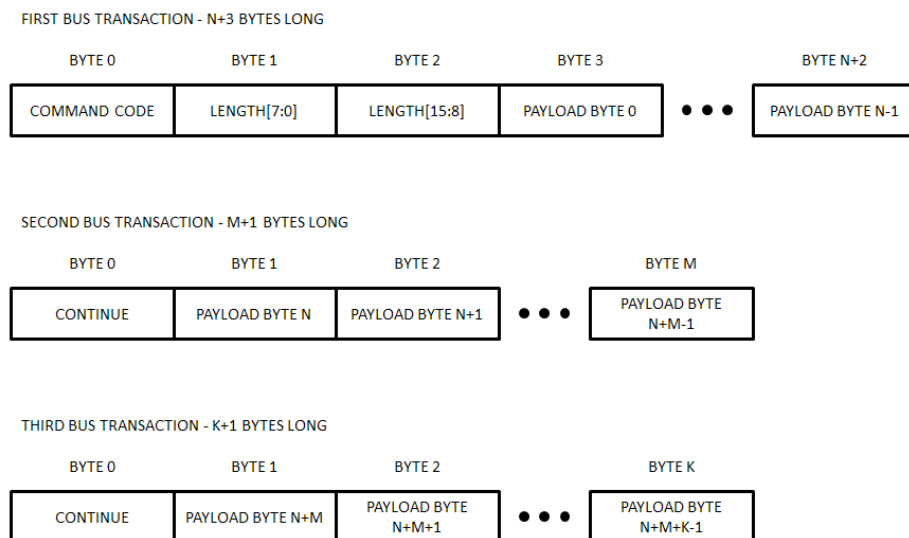 FIRST BUS TRANSACTION - N+3 BYTES LONG
BYTE 0 BYTE 1 BYTE 2 BYTE 3 BYTE N+2
COMMAND CODE LENGTH[7:0] LENGTH[15:8] PAYLOAD BYTE 0 PAYLOAD BYTE N-1
SECOND BUS TRANSACTION - M+1 BYTES LONG
BYTE 0 BYTE 1 BYTE 2 BYTE M
CONTINUE PAYLOAD BYTE N PAYLOAD BYTE N+1 PAYLOAD BYTE
N+M-1
THIRD BUS TRANSACTION - K+1 BYTES LONG
BYTE 0 BYTE 1 BYTE 2 BYTE K
CONTINUE PAYLOAD BYTE N+M PAYLOAD BYTE
N+M+1 PAYLOAD BYTE
N+M+K-1